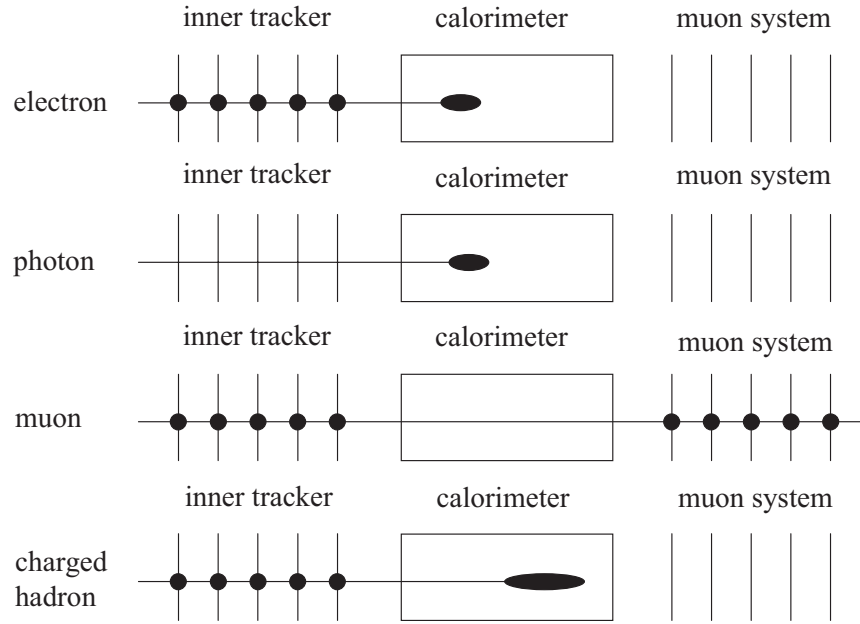 inner tracker calorimeter muon system
electron
inner tracker calorimeter muon system
photon
inner tracker calorimeter muon system
muon
inner tracker calorimeter muon system
charged
hadron